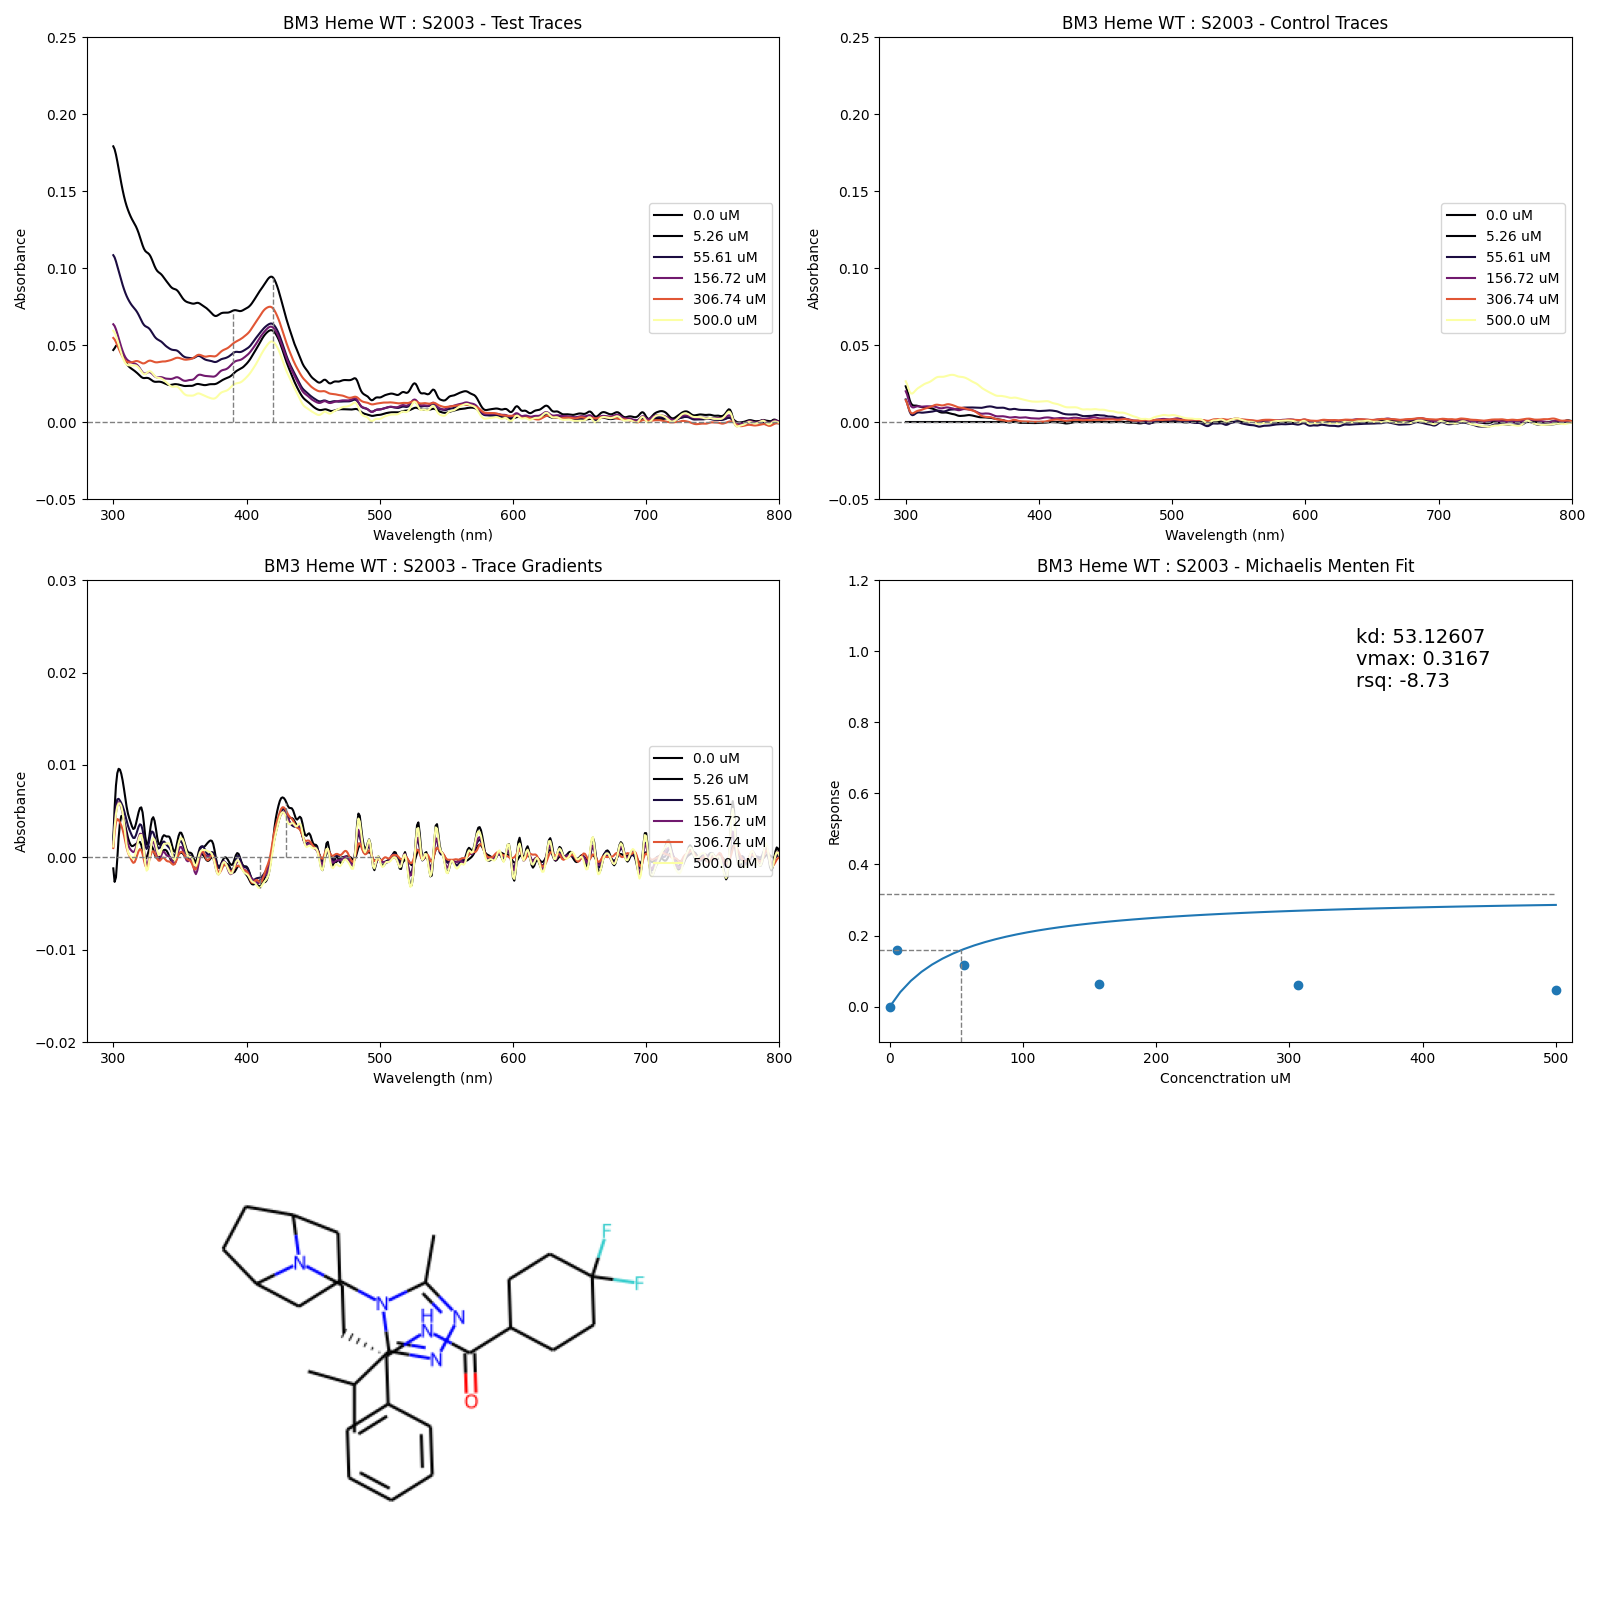 BM3 Heme WT : S2003 - Test Traces
Absorbance
0.25
0.20
0.15
0.10
0.05
0.00
−0.05
300 400 500 600 700 800
Wavelength (nm)
0.0 uM
5.26 uM
55.61 uM
156.72 uM
306.74 uM
500.0 uM
BM3 Heme WT : S2003 - Control Traces
Absorbance
0.25
0.20
0.15
0.10
0.05
0.00
−0.05
300 400 500 600 700 800
Wavelength (nm)
0.0 uM
5.26 uM
55.61 uM
156.72 uM
306.74 uM
500.0 uM
BM3 Heme WT : S2003 - Trace Gradients
Absorbance
0.03
0.02
0.01
0.00
−0.01
−0.02
300 400 500 600 700 800
Wavelength (nm)
0.0 uM
5.26 uM
55.61 uM
156.72 uM
306.74 uM
500.0 uM
BM3 Heme WT : S2003 - Michaelis Menten Fit
Response
1.2
1.0
0.8
0.6
0.4
0.2
0.0
0 100 200 300 400 500
Concenctration uM
kd: 53.12607
vmax: 0.3167
rsq: -8.73
F
F
N
N
H
N
N
N
O